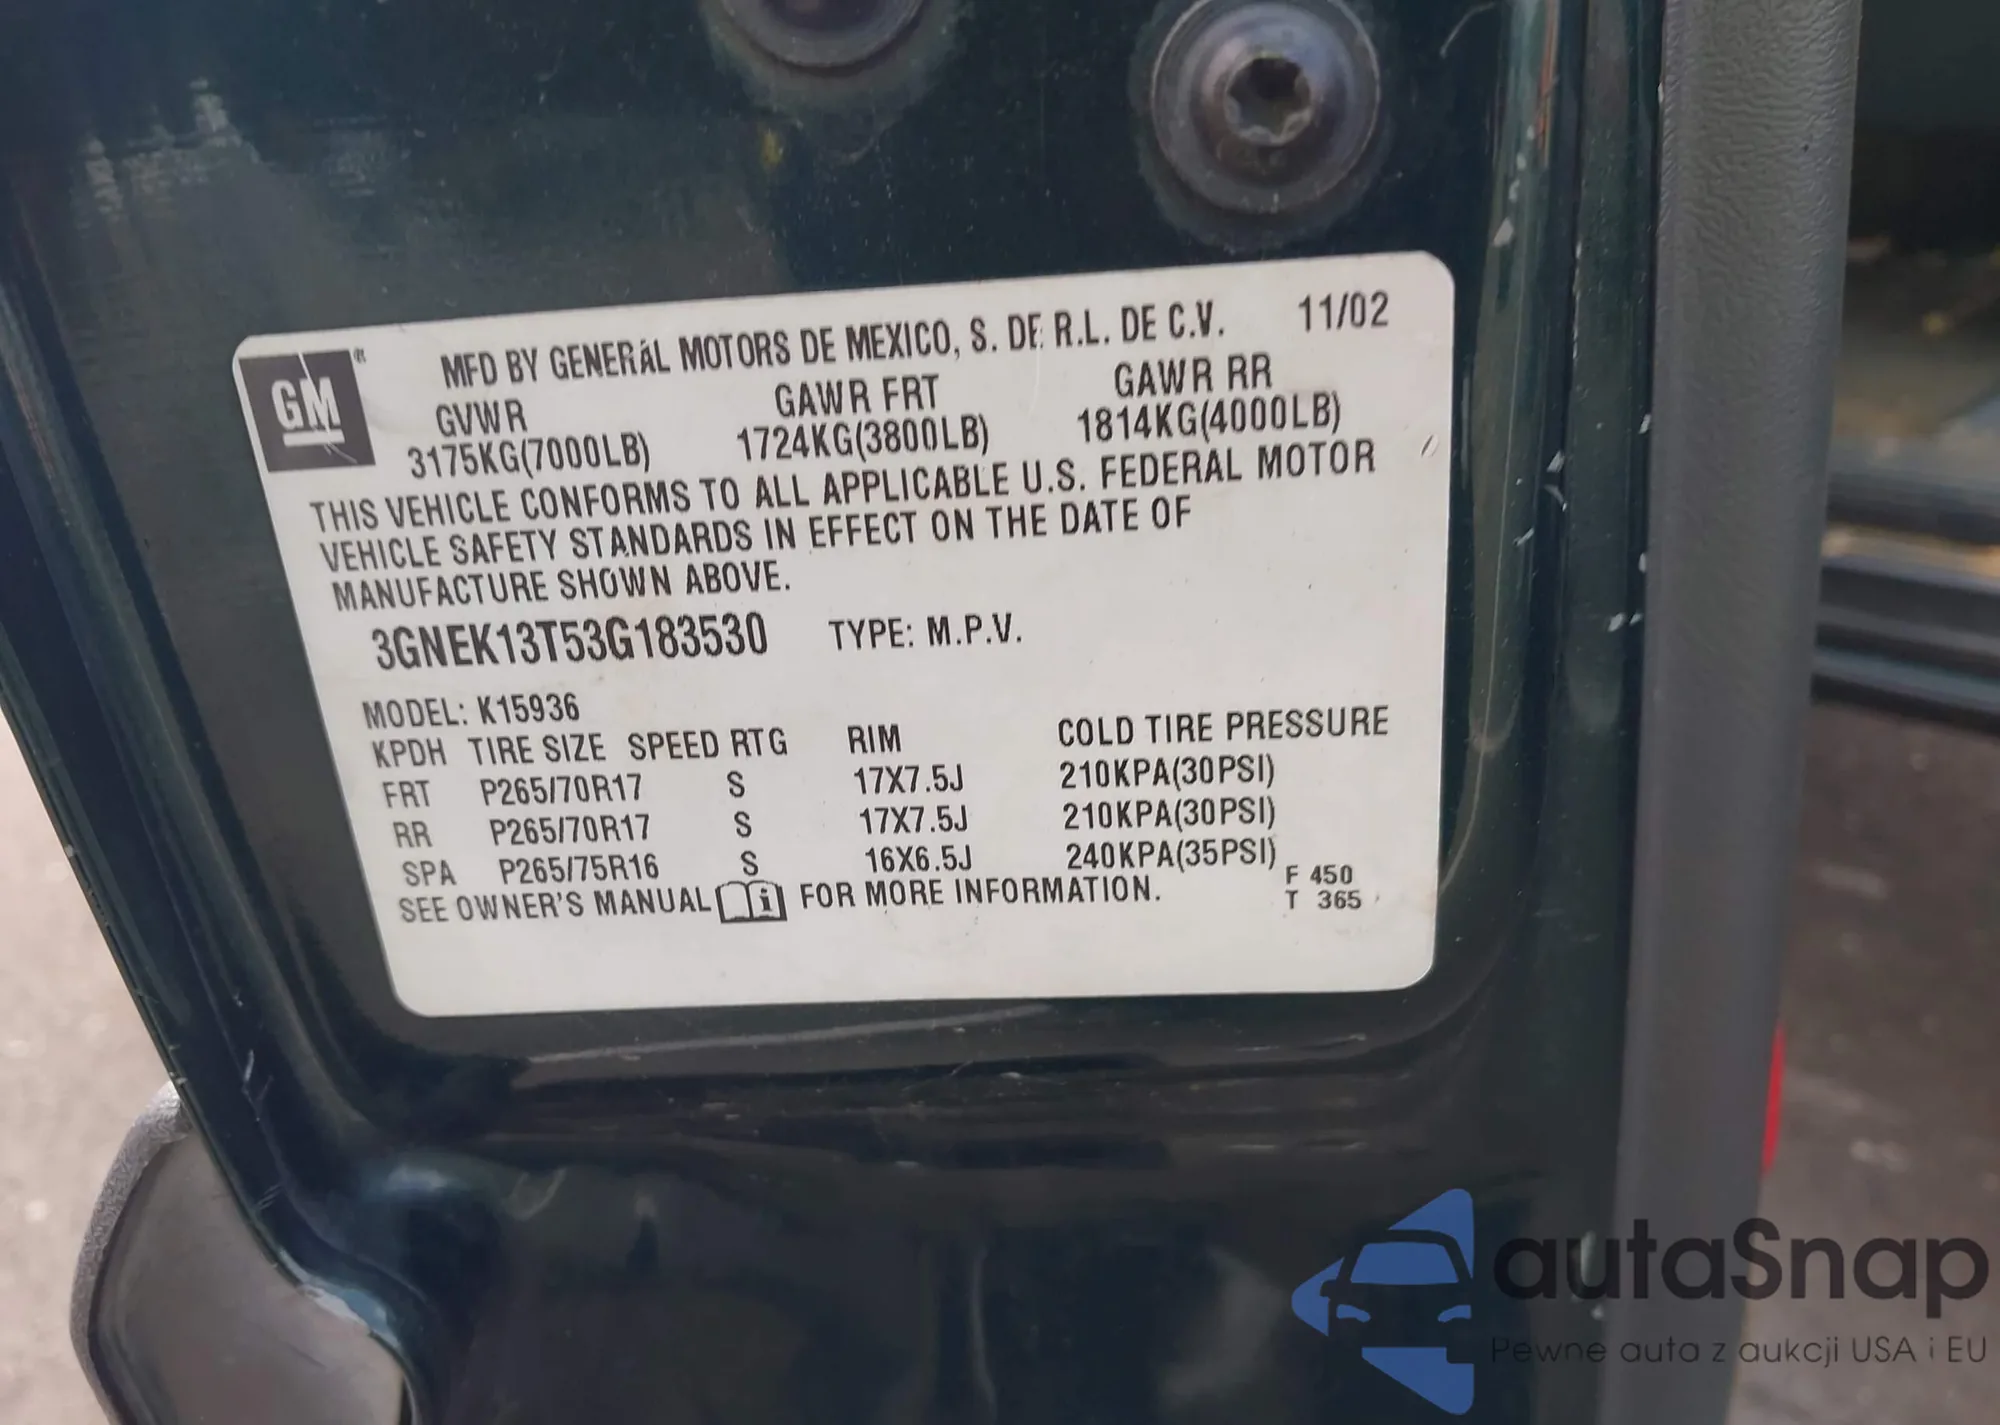 GM
MFD BY GENERAL MOTORS DE MEXICO, S. DE R.L. DE C.V. 11/02
GVWR GAWR FRT GAWR RR
3175KG(7000LB) 1724KG(3800LB) 1814KG(4000LB)
THIS VEHICLE CONFORMS TO ALL APPLICABLE U.S. FEDERAL MOTOR
VEHICLE SAFETY STANDARDS IN EFFECT ON THE DATE OF
MANUFACTURE SHOWN ABOVE.
3GNEK13T53G183530 TYPE: M.P.V.
MODEL: K15936
KPDH TIRE SIZE SPEED RTG RIM COLD TIRE PRESSURE
FRT P265/70R17 S 17X7.5J 210KPA(30PSI)
RR P265/70R17 S 17X7.5J 210KPA(30PSI)
SPA P265/75R16 S 16X6.5J 240KPA(35PSI)
SEE OWNER'S MANUAL FOR MORE INFORMATION.
F 450
T 365
autaSnap
Pewne auta z aukcji USA i EU